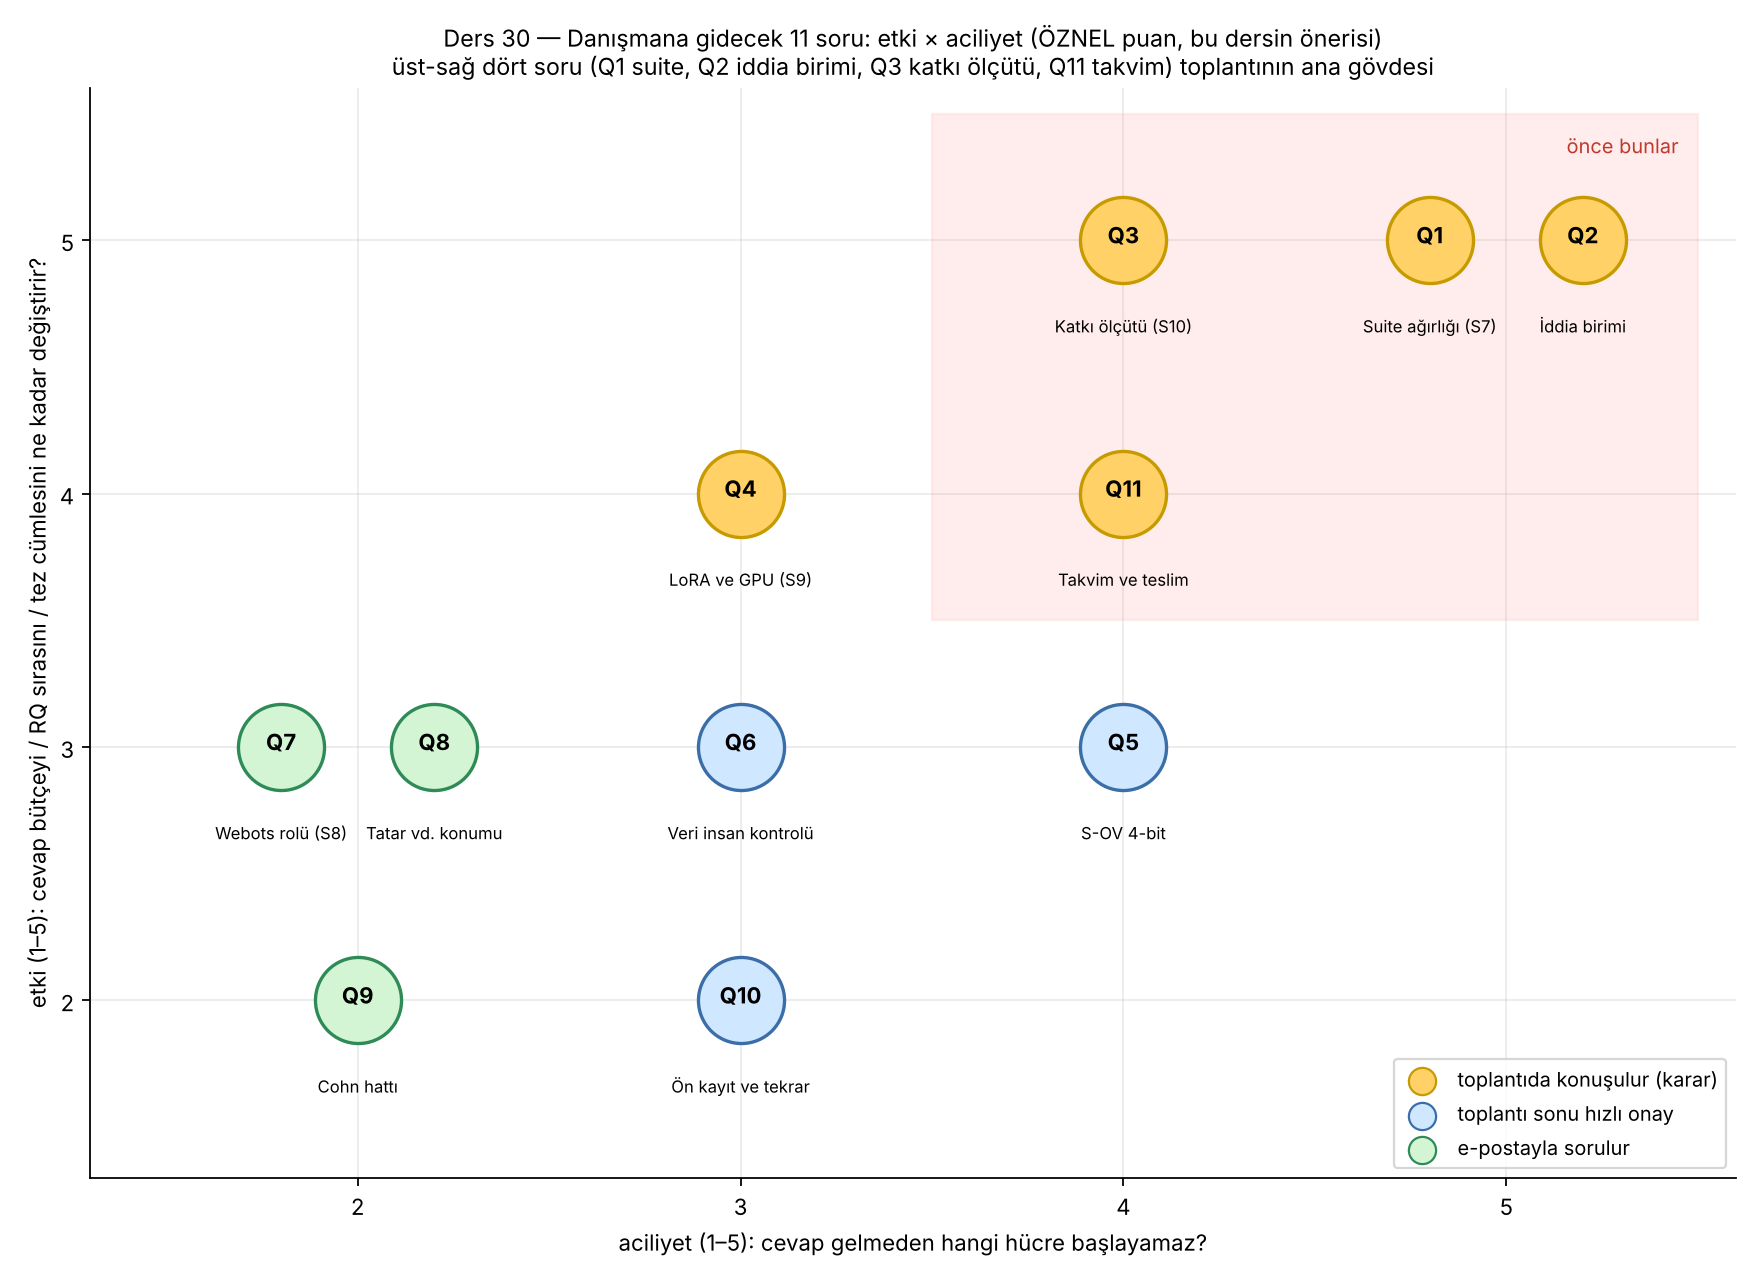 Ders 30 — Danışmana gidecek 11 soru: etki × aciliyet (ÖZNEL puan, bu dersin önerisi)
üst-sağ dört soru (Q1 suite, Q2 iddia birimi, Q3 katkı ölçütü, Q11 takvim) toplantının ana gövdesi
önce bunlar
Q3
Q1
Q2
Katkı ölçütü (S10)
Suite ağırlığı (S7)
İddia birimi
Q4
Q11
LoRA ve GPU (S9)
Takvim ve teslim
Q7
Q8
Q6
Q5
Webots rolü (S8)
Tatar vd. konumu
Veri insan kontrolü
S-OV 4-bit
Q9
Q10
Cohn hattı
Ön kayıt ve tekrar
toplantıda konuşulur (karar)
toplantı sonu hızlı onay
e-postayla sorulur
5
4
3
2
2
3
4
5
etki (1–5): cevap bütçeyi / RQ sırasını / tez cümlesini ne kadar değiştirir?
aciliyet (1–5): cevap gelmeden hangi hücre başlayamaz?